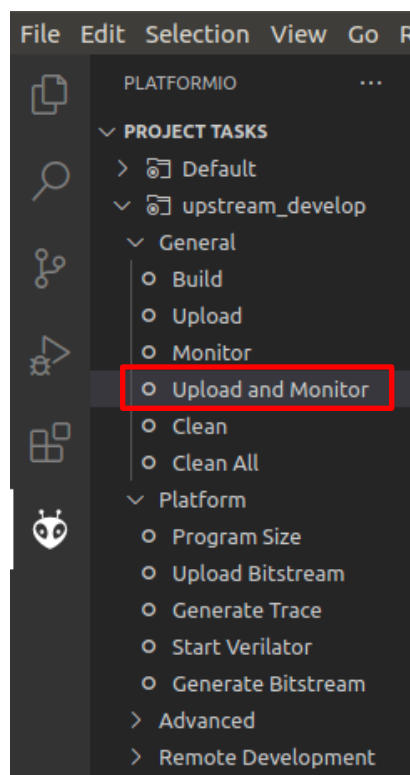 File Edit Selection View Go
PLATFORMIO ...
PROJECT TASKS
Default
upstream_develop
General
Build
Upload
Monitor
Upload and Monitor
Clean
Clean All
Platform
Program Size
Upload Bitstream
Generate Trace
Start Verilator
Generate Bitstream
Advanced
Remote Development